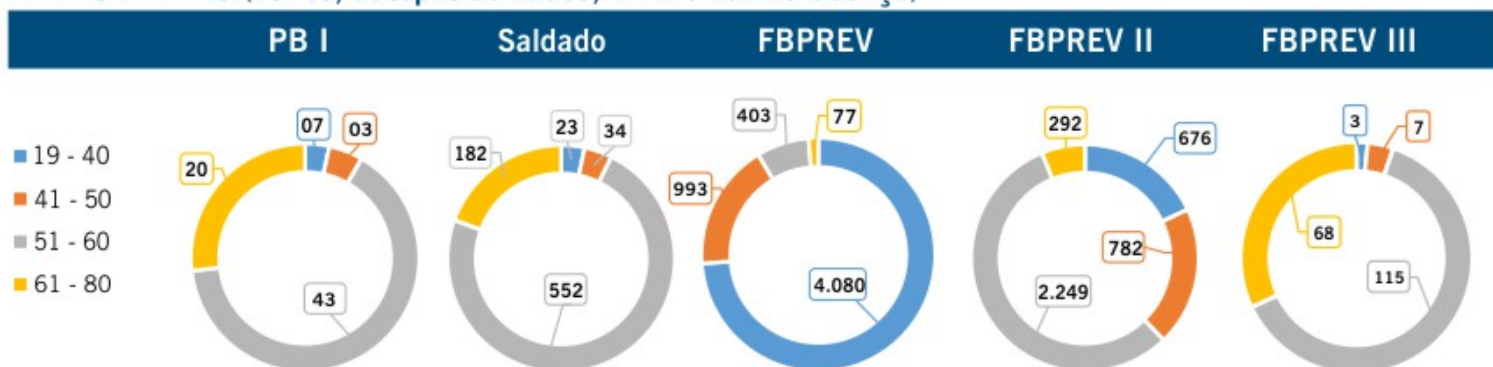 PB I Saldado FBPREV FBPREV II FBPREV III
19 - 40
41 - 50
51 - 60
61 - 80
07 03 20 43
23 34 182 552
403 77 993 4.080
292 676 782 2.249
3 7 68 115